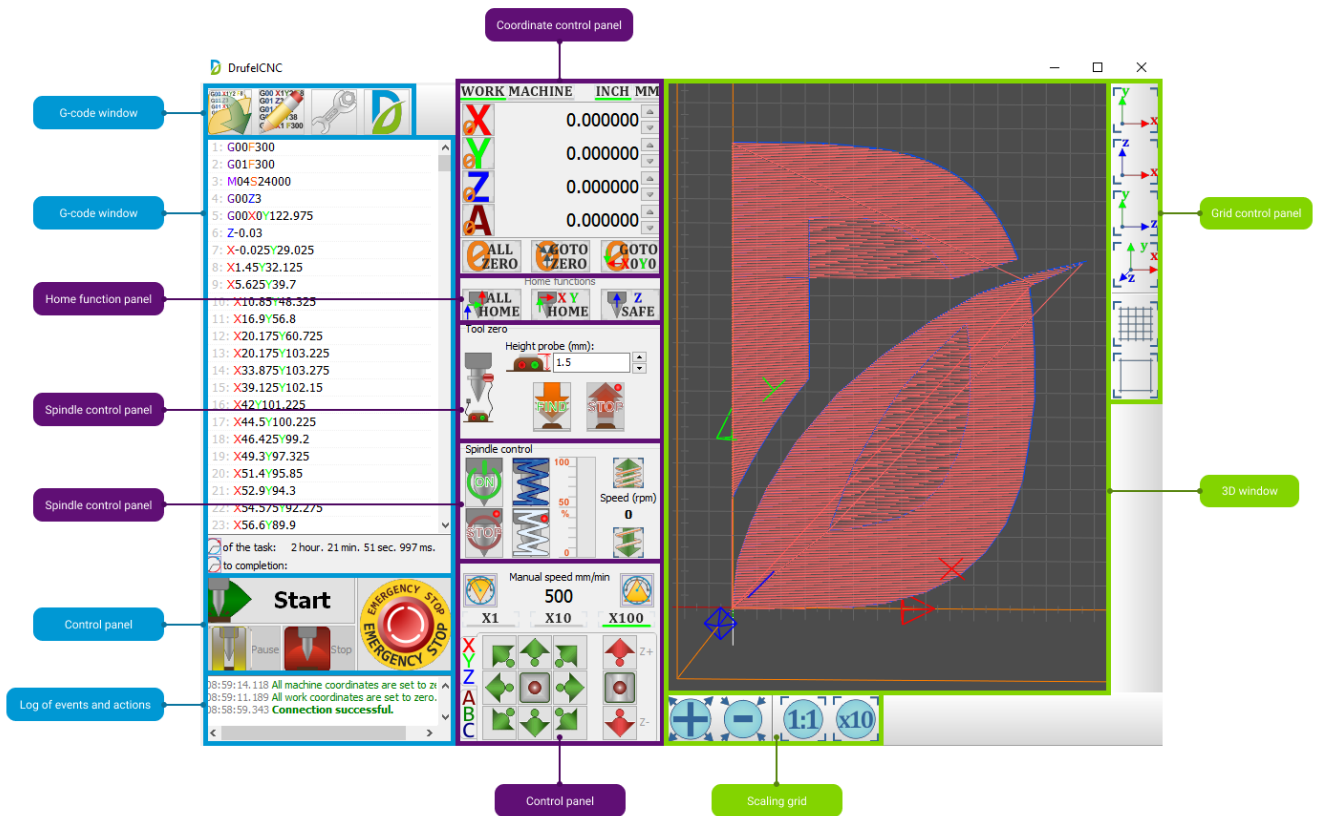 Coordinate control panel
DrufelCNC
G-code window
G-code window
Home function panel
Spindle control panel
Spindle control panel
Control panel
Log of events and actions
1: G00F300
2: G01F300
3: M04S24000
4: G00Z3
5: G00X0Y122.975
6: Z-0.03
7: X-0.025Y29.025
8: X1.45Y32.125
9: X5.625Y39.7
10: X10.85Y48.325
11: X16.9Y56.8
12: X20.175Y60.725
13: X20.175Y103.225
14: X33.875Y103.275
15: X39.125Y102.15
16: X42Y101.225
17: X44.5Y100.225
18: X46.425Y99.2
19: X49.3Y97.325
20: X51.4Y95.85
21: X52.9Y94.3
22: X54.575Y92.275
23: X56.6Y89.9
of the task: 2 hour. 21 min. 51 sec. 997 ms.
to completion:
Start
Pause
Stop
EMERGENCY STOP
EMERGENCY STOP
08:59:14.118 All machine coordinates are set to
08:59:11.189 All work coordinates are set to zero.
08:58:59.343 Connection successful.
WORK MACHINE INCH MM
X 0.000000
Y 0.000000
Z 0.000000
A 0.000000
ALL ZERO
GOTO ZERO
GOTO X0Y0
Home functions
ALL HOME
X Y HOME
Z SAFE
Tool zero
Height probe (mm):
1.5
FIND
STOP
Spindle control
ON
STOP
100
50
%
0
Speed (rpm)
0
Manual speed mm/min
500
X1 X10 X100
X
Y
Z
A
B
C
Z+
Z-
Control panel
Y
X
1:1
x10
Scaling grid
y
x
z
x
y
z
y
x
z
Grid control panel
3D window